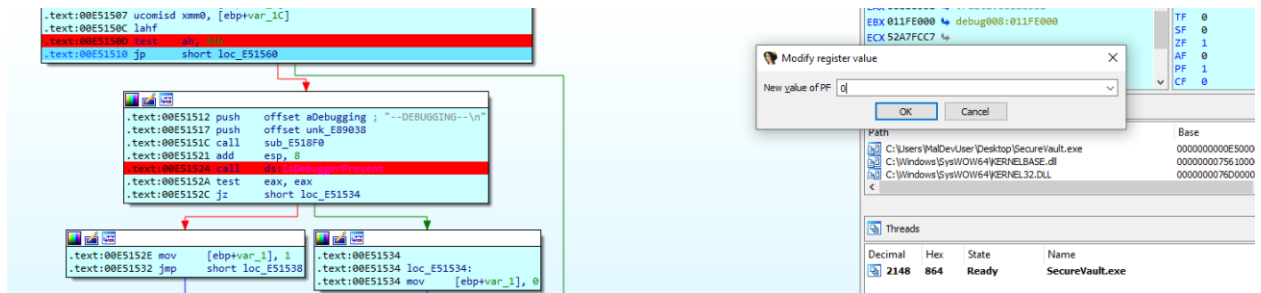 .text:00E51507 ucomisd xmm0, [ebp+var_1C]
.text:00E5150C lahf
.text:00E5150D test ah, 44h
.text:00E51510 jp short loc_E51560
.text:00E51512 push offset aDebugging ; "--DEBUGGING--\n"
.text:00E51517 push offset unk_E89038
.text:00E5151C call sub_E518F0
.text:00E51521 add esp, 8
.text:00E51524 call ds:IsDebuggerPresent
.text:00E5152A test eax, eax
.text:00E5152C jz short loc_E51534
.text:00E5152E mov [ebp+var_1], 1
.text:00E51532 jmp short loc_E51538
.text:00E51534
.text:00E51534 loc_E51534:
.text:00E51534 mov [ebp+var_1], 0
EBX 011FE000 debug008:011FE000
ECX 52A7FCC7
TF 0
SF 0
ZF 1
AF 0
PF 1
CF 0
Modify register value
New value of PF 0
OK Cancel
Path Base
C:\Users\MalDevUser\Desktop\SecureVault.exe 0000000000E50000
C:\Windows\SysWOW64\KERNELBASE.dll 0000000075610000
C:\Windows\SysWOW64\KERNEL32.DLL 0000000076D00000
Threads
Decimal Hex State Name
2148 864 Ready SecureVault.exe